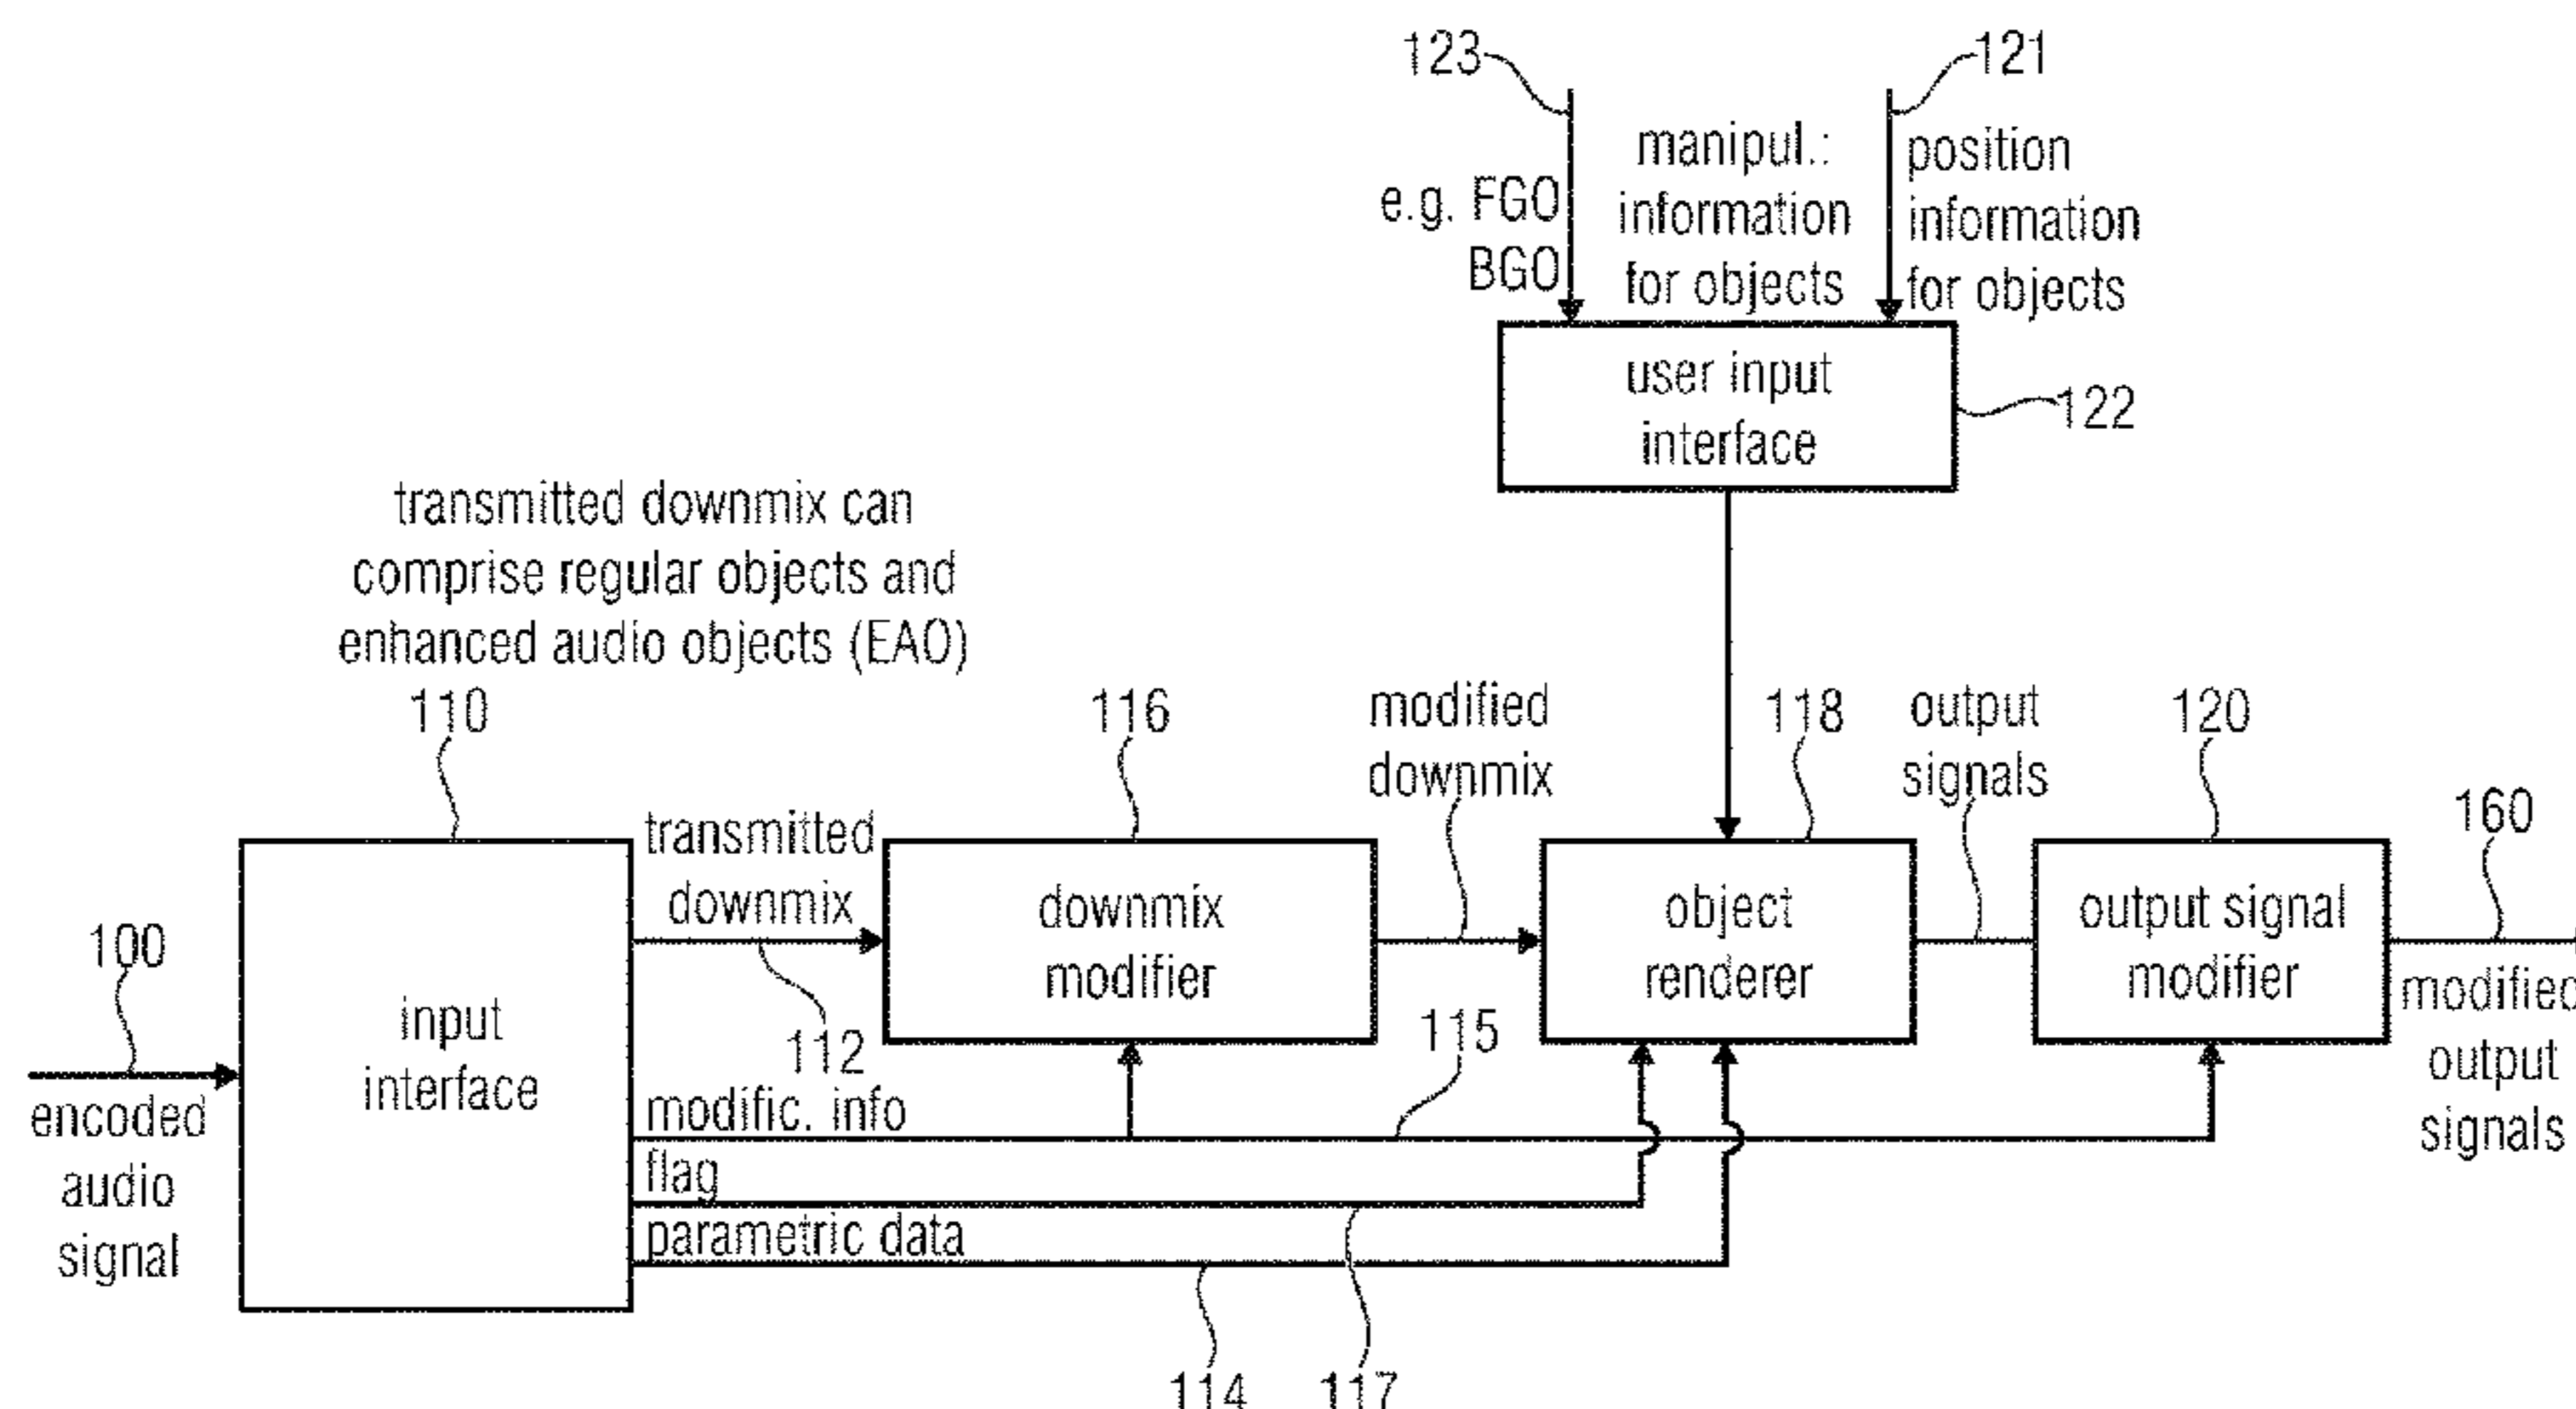 123
121
manipul.:
information
for objects
e.g. FGO
BGO
position
information
for objects
user input
interface
122
transmitted downmix can
comprise regular objects and
enhanced audio objects (EAO)
110
116
modified
downmix
118
output
signals
120
160
transmitted
downmix
112
downmix
modifier
object
renderer
output signal
modifier
modified
output
signals
100
encoded
audio
signal
input
interface
115
modific. info
flag
parametric data
114
117